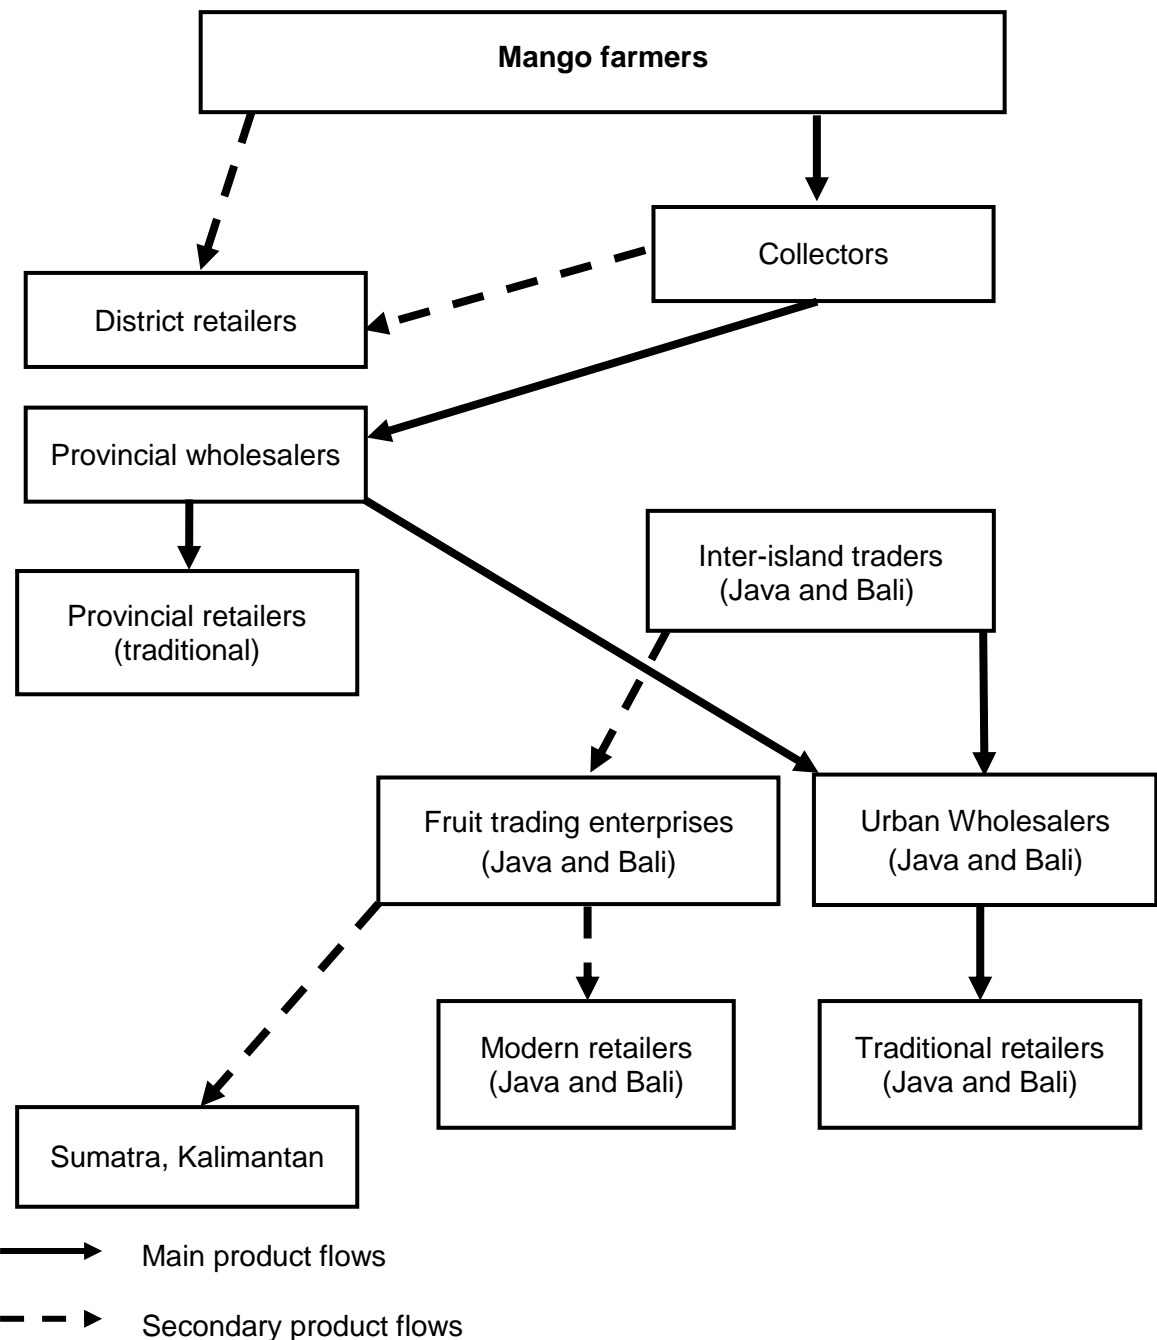 Mango farmers
Collectors
District retailers
Provincial wholesalers
Inter-island traders
(Java and Bali)
Provincial retailers
(traditional)
Fruit trading enterprises
(Java and Bali)
Urban Wholesalers
(Java and Bali)
Modern retailers
(Java and Bali)
Traditional retailers
(Java and Bali)
Sumatra, Kalimantan
Main product flows
Secondary product flows